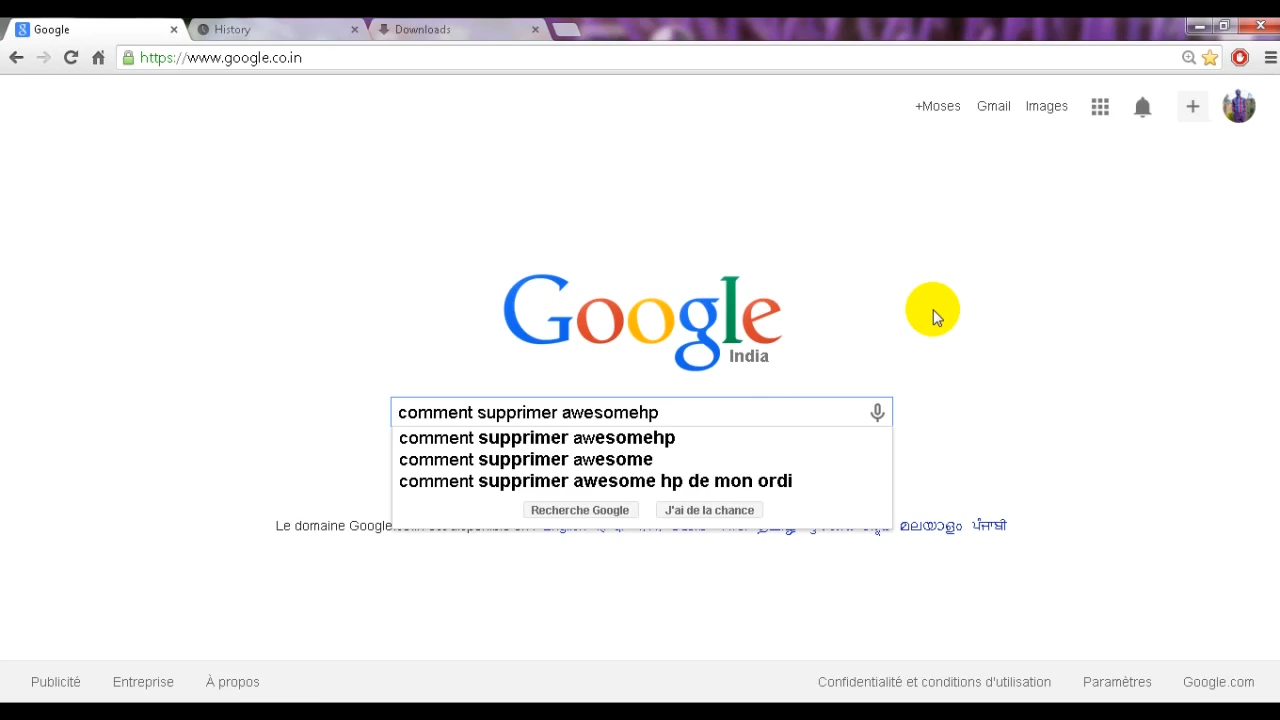 Google
History
Downloads
https://www.google.co.in
+Moses Gmail Images
Google
India
comment supprimer awesomehp
comment supprimer awesomehp
comment supprimer awesome
comment supprimer awesome hp de mon ordi
Recherche Google J'ai de la chance
Le domaine Google മലയാളം ਪੰਜਾਬੀ
Publicité Entreprise À propos Confidentialité et conditions d'utilisation Paramètres Google.com